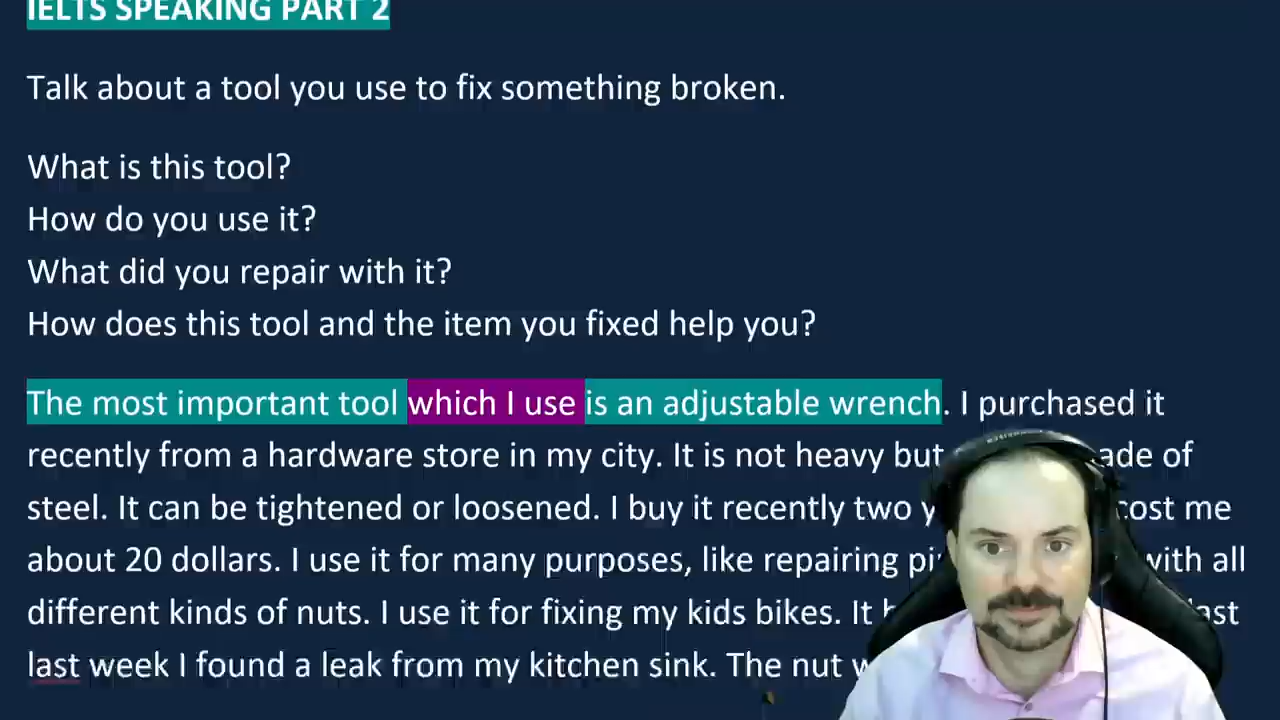 IELTS SPEAKING PART 2
Talk about a tool you use to fix something broken.
What is this tool?
How do you use it?
What did you repair with it?
How does this tool and the item you fixed help you?
The most important tool which I use is an adjustable wrench. I purchased it
recently from a hardware store in my city. It is not heavy but of
steel. It can be tightened or loosened. I buy it recently two cost me
about 20 dollars. I use it for many purposes, like repairing with all
different kinds of nuts. I use it for fixing my kids bikes. It
last week I found a leak from my kitchen sink. The nut